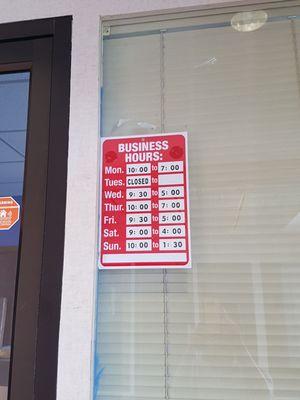 BUSINESS
HOURS:
Mon. 10:00 to 7:00
Tues. CLOSED to
Wed. 9:30 to 5:00
Thur. 10:00 to 7:00
Fri. 9:30 to 5:00
Sat. 9:00 to 4:00
Sun. 10:00 to 1:30